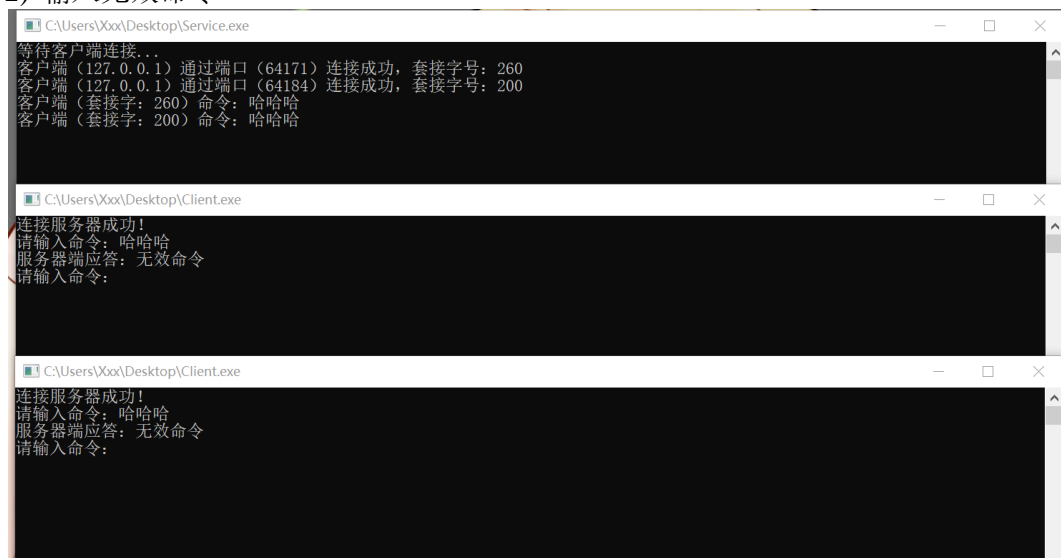 C:\Users\Xxx\Desktop\Service.exe
等待客户端连接...
客户端（127.0.0.1）通过端口（64171）连接成功，套接字号：260
客户端（127.0.0.1）通过端口（64184）连接成功，套接字号：200
客户端（套接字：260）命令：哈哈哈
客户端（套接字：200）命令：哈哈哈
C:\Users\Xxx\Desktop\Client.exe
连接服务器成功！
请输入命令：哈哈哈
服务器端应答：无效命令
请输入命令：
C:\Users\Xxx\Desktop\Client.exe
连接服务器成功！
请输入命令：哈哈哈
服务器端应答：无效命令
请输入命令：